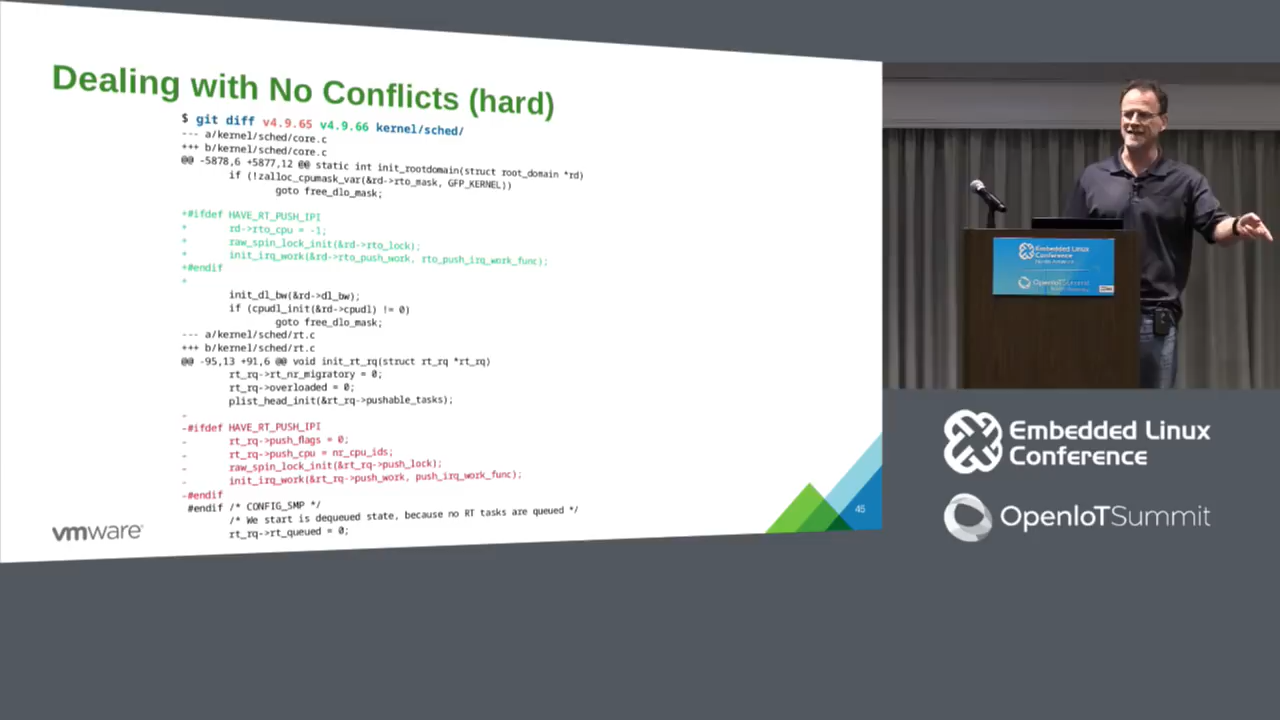 Dealing with No Conflicts (hard)
$ git diff v4.9.65 v4.9.66 kernel/sched/
--- a/kernel/sched/core.c
+++ b/kernel/sched/core.c
@@ -5878,6 +5877,12 @@ static int init_rootdomain(struct root_domain *rd)
if (!zalloc_cpumask_var(&rd->rto_mask, GFP_KERNEL))
goto free_dlo_mask;
+#ifdef HAVE_RT_PUSH_IPI
+ rd->rto_cpu = -1;
+ raw_spin_lock_init(&rd->rto_lock);
+ init_irq_work(&rd->rto_push_work, rto_push_irq_work_func);
+#endif
+
init_dl_bw(&rd->dl_bw);
if (cpudl_init(&rd->cpudl) != 0)
goto free_dlo_mask;
--- a/kernel/sched/rt.c
+++ b/kernel/sched/rt.c
@@ -95,13 +91,6 @@ void init_rt_rq(struct rt_rq *rt_rq)
rt_rq->rt_nr_migratory = 0;
rt_rq->overloaded = 0;
plist_head_init(&rt_rq->pushable_tasks);
-
-#ifdef HAVE_RT_PUSH_IPI
- rt_rq->push_flags = 0;
- rt_rq->push_cpu = nr_cpu_ids;
- raw_spin_lock_init(&rt_rq->push_lock);
- init_irq_work(&rt_rq->push_work, push_irq_work_func);
-#endif
#endif /* CONFIG_SMP */
/* We start is dequeued state, because no RT tasks are queued */
rt_rq->rt_queued = 0;
vmware
46
Embedded Linux
Conference
OpenIoTSummit
Embedded Linux
Conference
OpenIoTSummit